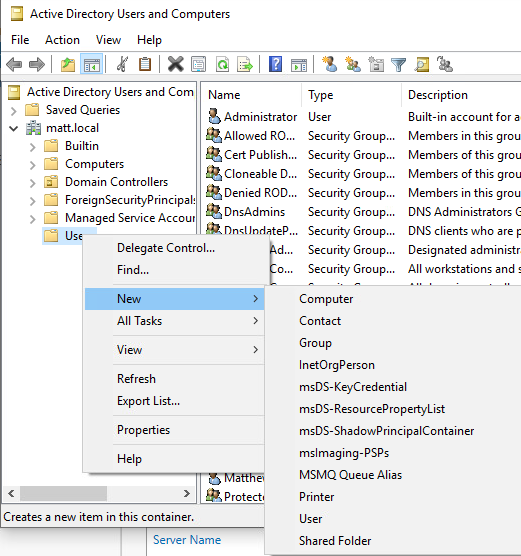 Active Directory Users and Computers
File Action View Help
Active Directory Users and Com
Saved Queries
matt.local
Builtin
Computers
Domain Controllers
ForeignSecurityPrincipals
Managed Service Accour
Use
Name Type Description
Administrator User Built-in account for a
Allowed RO... Security Group... Members in this grou
Cert Publish... Security Group... Members of this grou
Cloneable D... Security Group... Members of this grou
Denied ROD... Security Group... Members in this grou
DnsAdmins Security Group... DNS Administrators G
DnsUpdateP... Security Group... DNS clients who are p
Ad... Security Group... Designated administra
Co... Security Group... All workstations and s
Delegate Control...
Find...
New
All Tasks
View
Refresh
Export List...
Properties
Help
Computer
Contact
Group
InetOrgPerson
msDS-KeyCredential
msDS-ResourcePropertyList
msDS-ShadowPrincipalContainer
msImaging-PSPs
MSMQ Queue Alias
Printer
User
Shared Folder
Matthew
Protecte
Creates a new item in this container.
Server Name